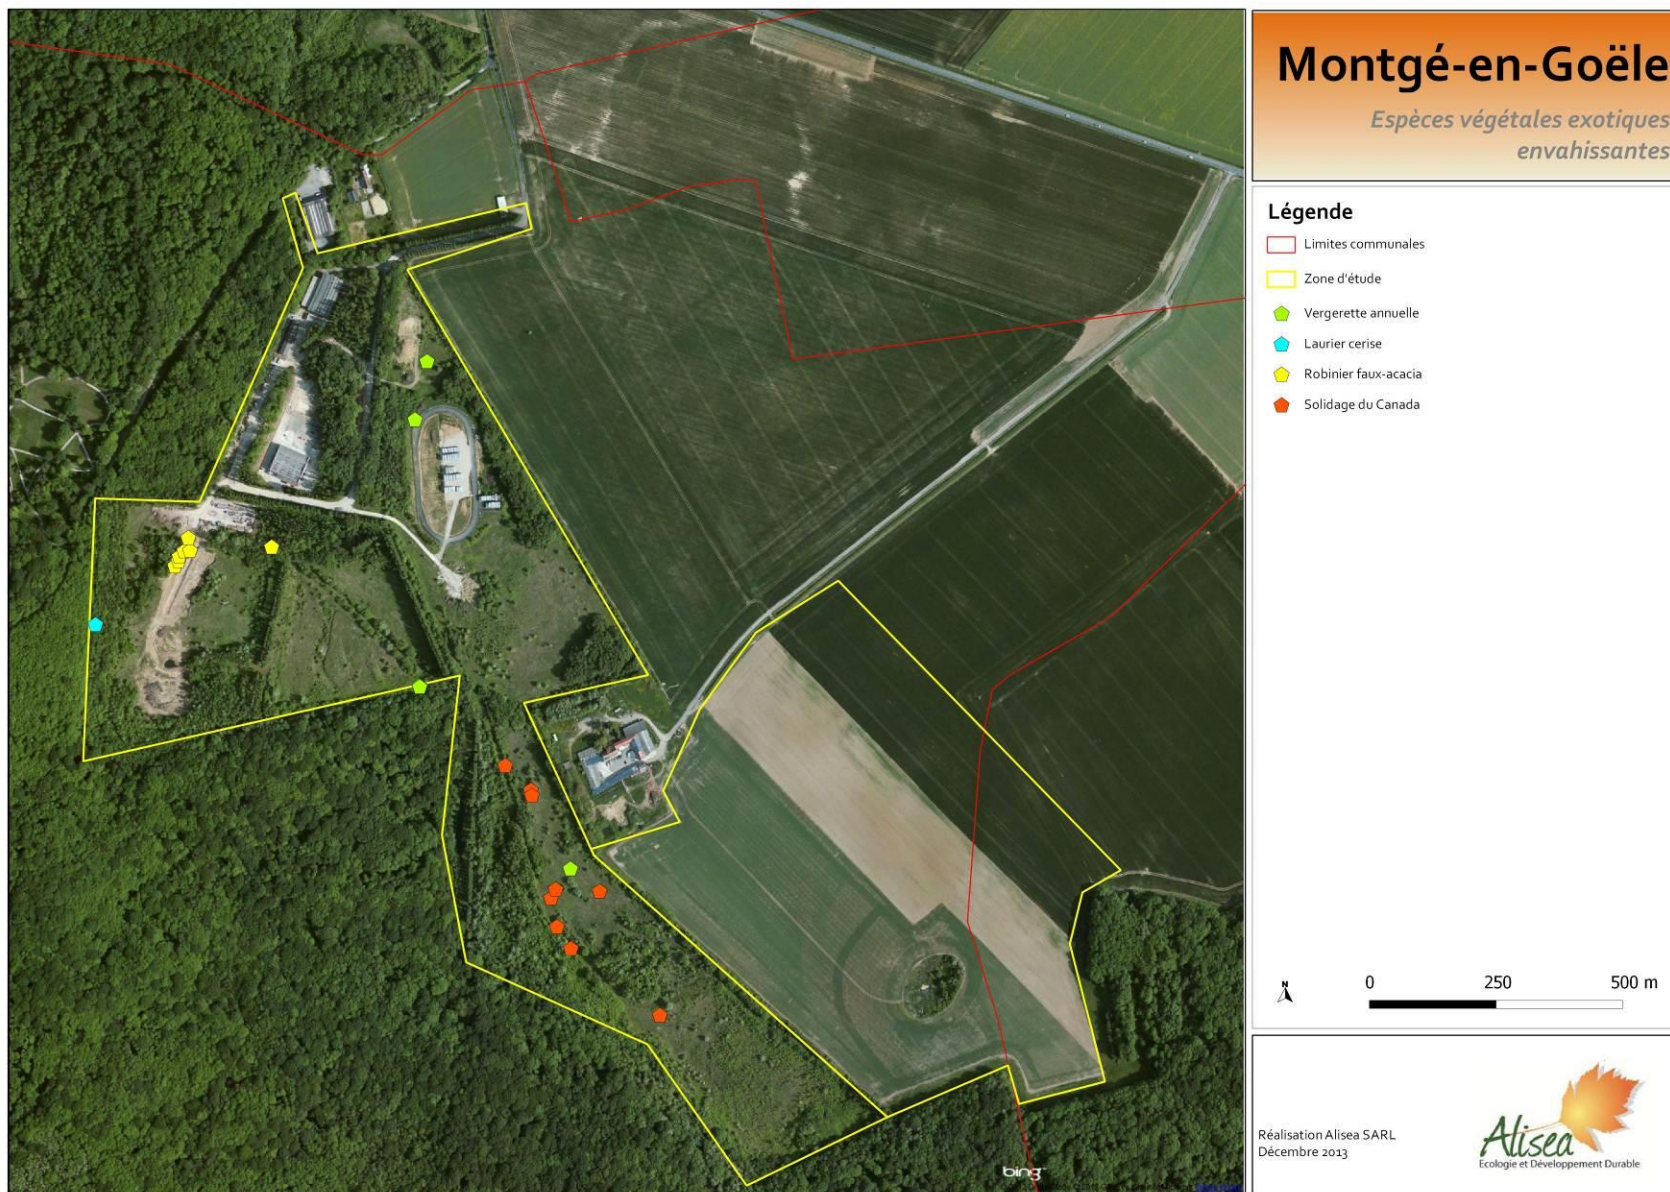 Montgé-en-Goële
Espèces végétales exotiques
envahissantes
Légende
Limites communales
Zone d'étude
Vergerette annuelle
Laurier cerise
Robinier faux-acacia
Solidage du Canada
N
0 250 500 m
Réalisation Alisea SARL
Décembre 2013
Alisea
Ecologie et Développement Durable
bing